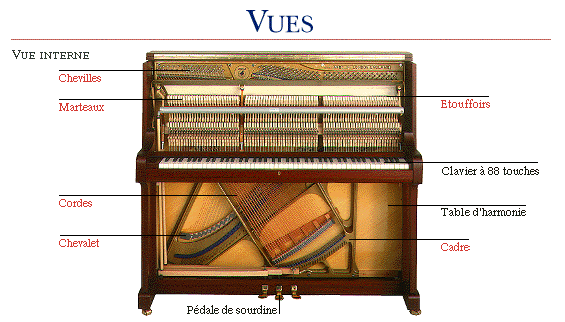 VUES
VUE INTERNE
Chevilles
Marteaux
Etouffoirs
Clavier à 88 touches
Cordes
Table d'harmonie
Chevalet
Cadre
Pédale de sourdine